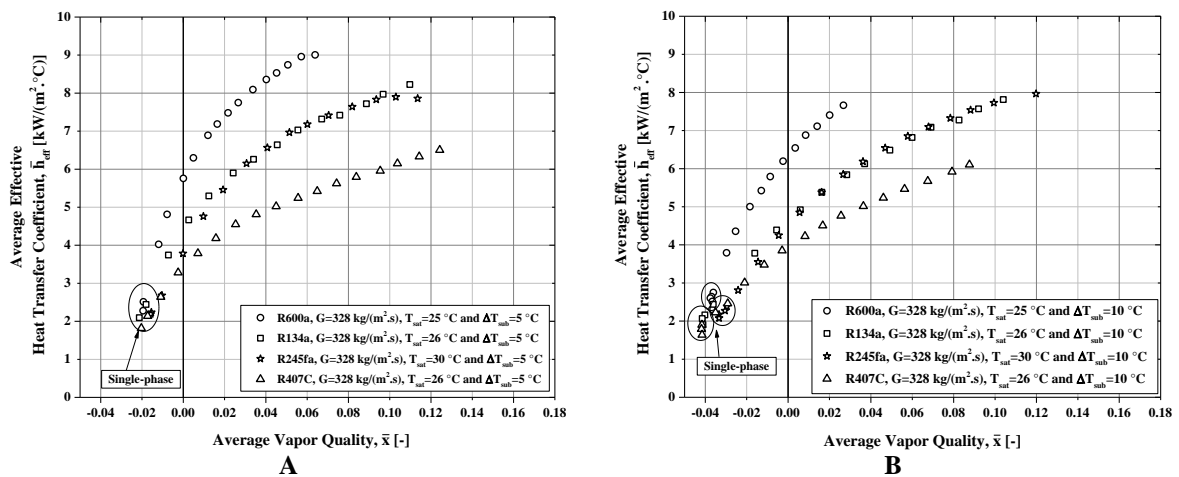 10
9
8
7
6
5
4
3
2
1
0
Average Effective
Heat Transfer Coefficient, h̄eff [kW/(m².°C)]
R600a, G=328 kg/(m².s), Tsat=25 °C and ΔTsub=5 °C
R134a, G=328 kg/(m².s), Tsat=26 °C and ΔTsub=5 °C
R245fa, G=328 kg/(m².s), Tsat=30 °C and ΔTsub=5 °C
R407C, G=328 kg/(m².s), Tsat=26 °C and ΔTsub=5 °C
Single-phase
-0.04 -0.02 0.00 0.02 0.04 0.06 0.08 0.10 0.12 0.14 0.16 0.18
Average Vapor Quality, x̄ [-]
A
10
9
8
7
6
5
4
3
2
1
0
Average Effective
Heat Transfer Coefficient, h̄eff [kW/(m².°C)]
R600a, G=328 kg/(m².s), Tsat=25 °C and ΔTsub=10 °C
R134a, G=328 kg/(m².s), Tsat=26 °C and ΔTsub=10 °C
R245fa, G=328 kg/(m².s), Tsat=30 °C and ΔTsub=10 °C
R407C, G=328 kg/(m².s), Tsat=26 °C and ΔTsub=10 °C
Single-phase
-0.04 -0.02 0.00 0.02 0.04 0.06 0.08 0.10 0.12 0.14 0.16 0.18
Average Vapor Quality, x̄ [-]
B